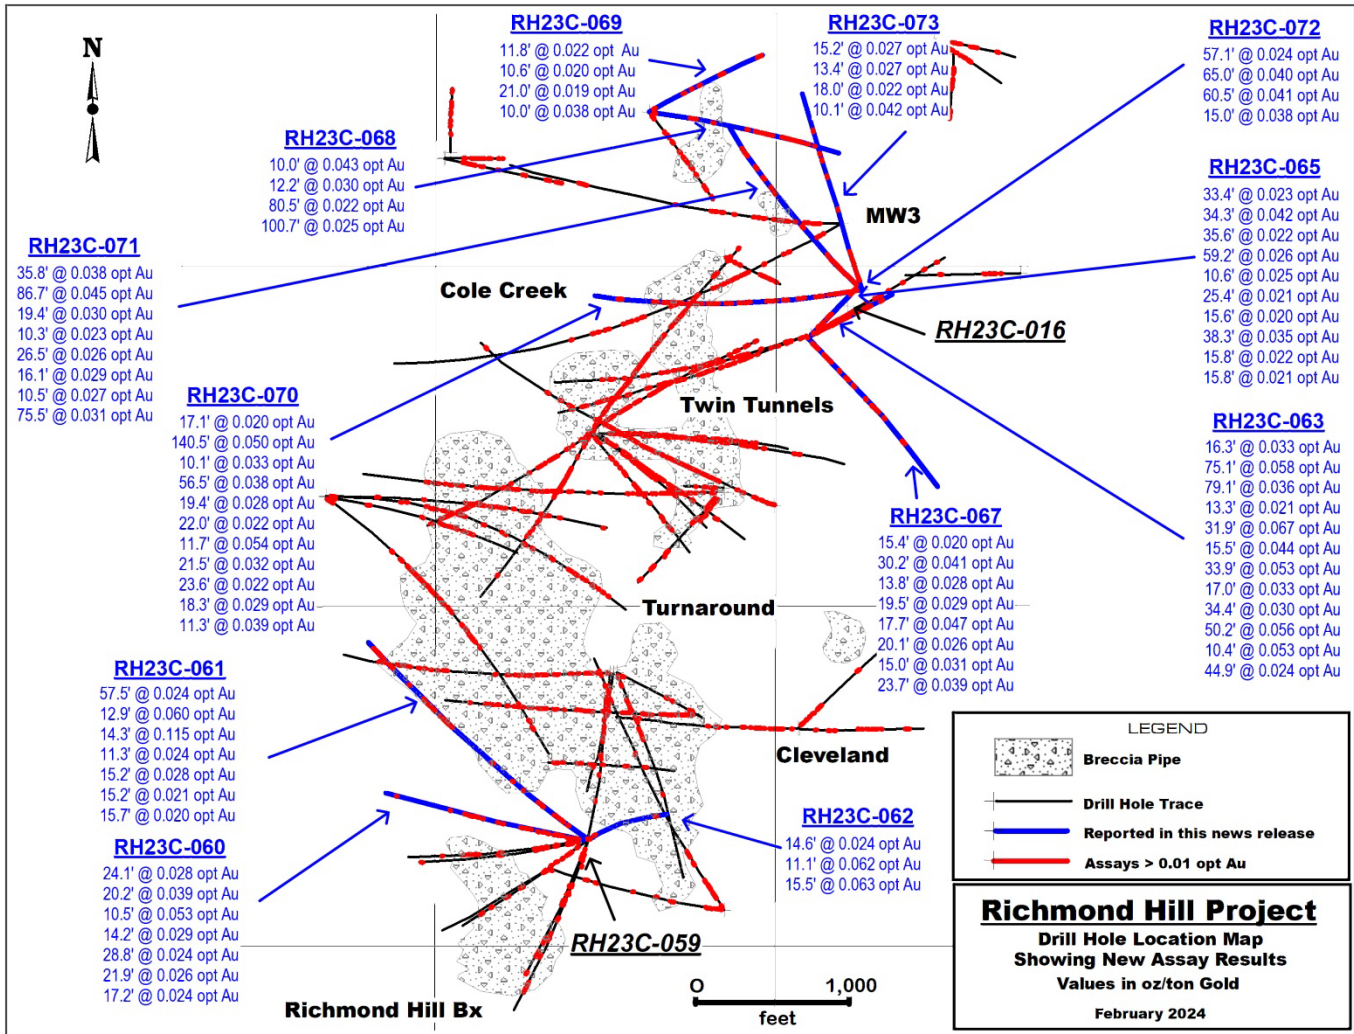 N
RH23C-069
11.8' @ 0.022 opt Au
10.6' @ 0.020 opt Au
21.0' @ 0.019 opt Au
10.0' @ 0.038 opt Au
RH23C-073
15.2' @ 0.027 opt Au
13.4' @ 0.027 opt Au
18.0' @ 0.022 opt Au
10.1' @ 0.042 opt Au
RH23C-072
57.1' @ 0.024 opt Au
65.0' @ 0.040 opt Au
60.5' @ 0.041 opt Au
15.0' @ 0.038 opt Au
RH23C-068
10.0' @ 0.043 opt Au
12.2' @ 0.030 opt Au
80.5' @ 0.022 opt Au
100.7' @ 0.025 opt Au
RH23C-065
33.4' @ 0.023 opt Au
34.3' @ 0.042 opt Au
35.6' @ 0.022 opt Au
59.2' @ 0.026 opt Au
10.6' @ 0.025 opt Au
25.4' @ 0.021 opt Au
15.6' @ 0.020 opt Au
38.3' @ 0.035 opt Au
15.8' @ 0.022 opt Au
15.8' @ 0.021 opt Au
MW3
RH23C-071
35.8' @ 0.038 opt Au
86.7' @ 0.045 opt Au
19.4' @ 0.030 opt Au
10.3' @ 0.023 opt Au
26.5' @ 0.026 opt Au
16.1' @ 0.029 opt Au
10.5' @ 0.027 opt Au
75.5' @ 0.031 opt Au
Cole Creek
RH23C-016
RH23C-070
17.1' @ 0.020 opt Au
140.5' @ 0.050 opt Au
10.1' @ 0.033 opt Au
56.5' @ 0.038 opt Au
19.4' @ 0.028 opt Au
22.0' @ 0.022 opt Au
11.7' @ 0.054 opt Au
21.5' @ 0.032 opt Au
23.6' @ 0.022 opt Au
18.3' @ 0.029 opt Au
11.3' @ 0.039 opt Au
Twin Tunnels
RH23C-063
16.3' @ 0.033 opt Au
75.1' @ 0.058 opt Au
79.1' @ 0.036 opt Au
13.3' @ 0.021 opt Au
31.9' @ 0.067 opt Au
15.5' @ 0.044 opt Au
33.9' @ 0.053 opt Au
17.0' @ 0.033 opt Au
34.4' @ 0.030 opt Au
50.2' @ 0.056 opt Au
10.4' @ 0.053 opt Au
44.9' @ 0.024 opt Au
RH23C-067
15.4' @ 0.020 opt Au
30.2' @ 0.041 opt Au
13.8' @ 0.028 opt Au
19.5' @ 0.029 opt Au
17.7' @ 0.047 opt Au
20.1' @ 0.026 opt Au
15.0' @ 0.031 opt Au
23.7' @ 0.039 opt Au
Turnaround
RH23C-061
57.5' @ 0.024 opt Au
12.9' @ 0.060 opt Au
14.3' @ 0.115 opt Au
11.3' @ 0.024 opt Au
15.2' @ 0.028 opt Au
15.2' @ 0.021 opt Au
15.7' @ 0.020 opt Au
Cleveland
RH23C-062
14.6' @ 0.024 opt Au
11.1' @ 0.062 opt Au
15.5' @ 0.063 opt Au
RH23C-060
24.1' @ 0.028 opt Au
20.2' @ 0.039 opt Au
10.5' @ 0.053 opt Au
14.2' @ 0.029 opt Au
28.8' @ 0.024 opt Au
21.9' @ 0.026 opt Au
17.2' @ 0.024 opt Au
RH23C-059
Richmond Hill Bx
0 1,000
feet
LEGEND
Breccia Pipe
Drill Hole Trace
Reported in this news release
Assays > 0.01 opt Au
Richmond Hill Project
Drill Hole Location Map
Showing New Assay Results
Values in oz/ton Gold
February 2024